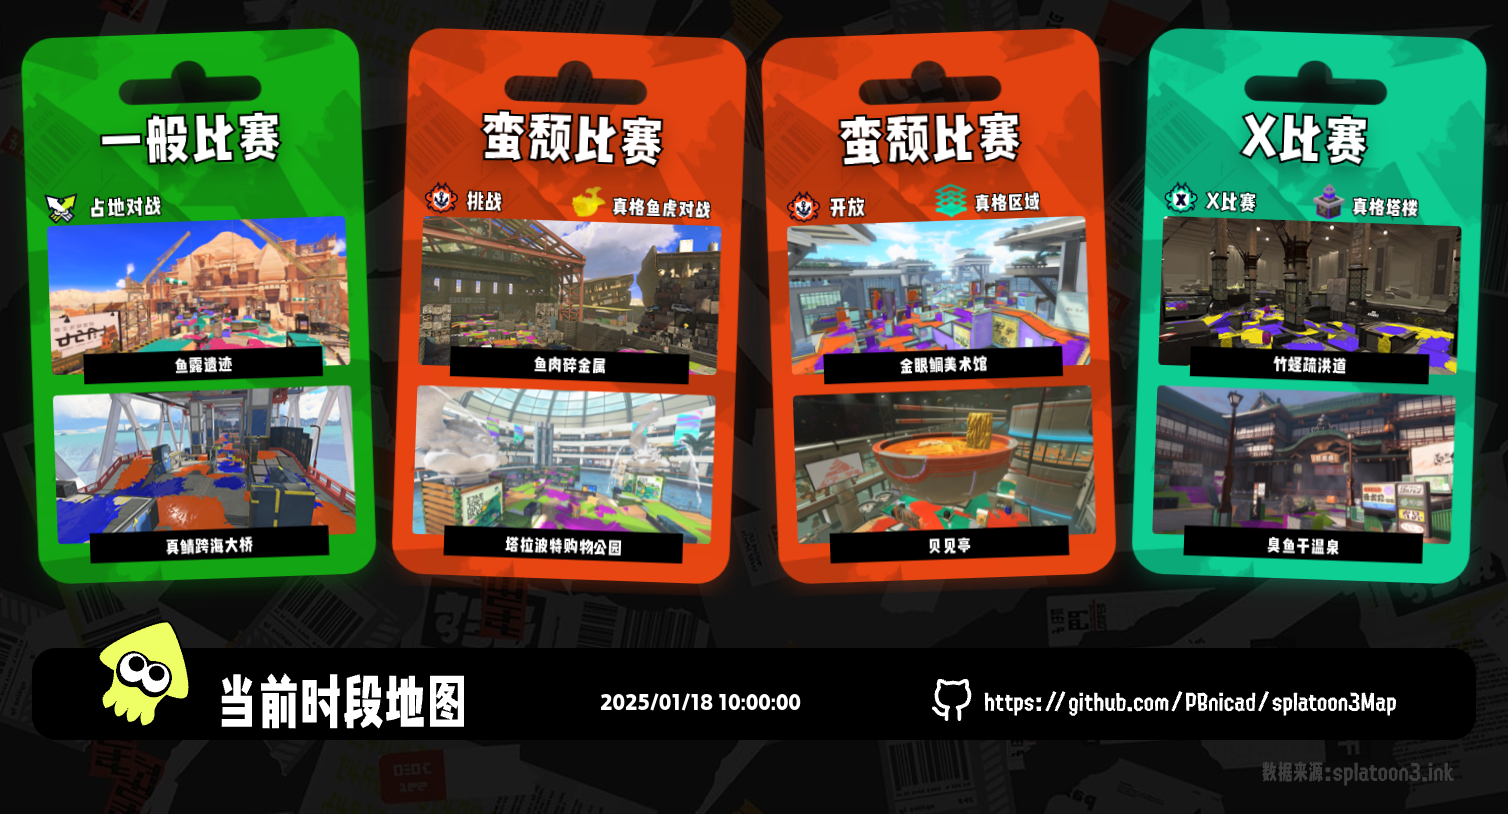 一般比赛
占地对战
鱼露遗迹
真鲭跨海大桥
蛮颓比赛
挑战
真格鱼虎对战
鱼肉碎金属
塔拉波特购物公园
蛮颓比赛
开放
真格区域
金眼鲷美术馆
贝见亭
X比赛
X比赛
真格塔楼
竹蛏疏洪道
臭鱼干温泉
当前时段地图
2025/01/18 10:00:00
https://github.com/PBnicad/splatoon3Map
数据来源:splatoon3.ink